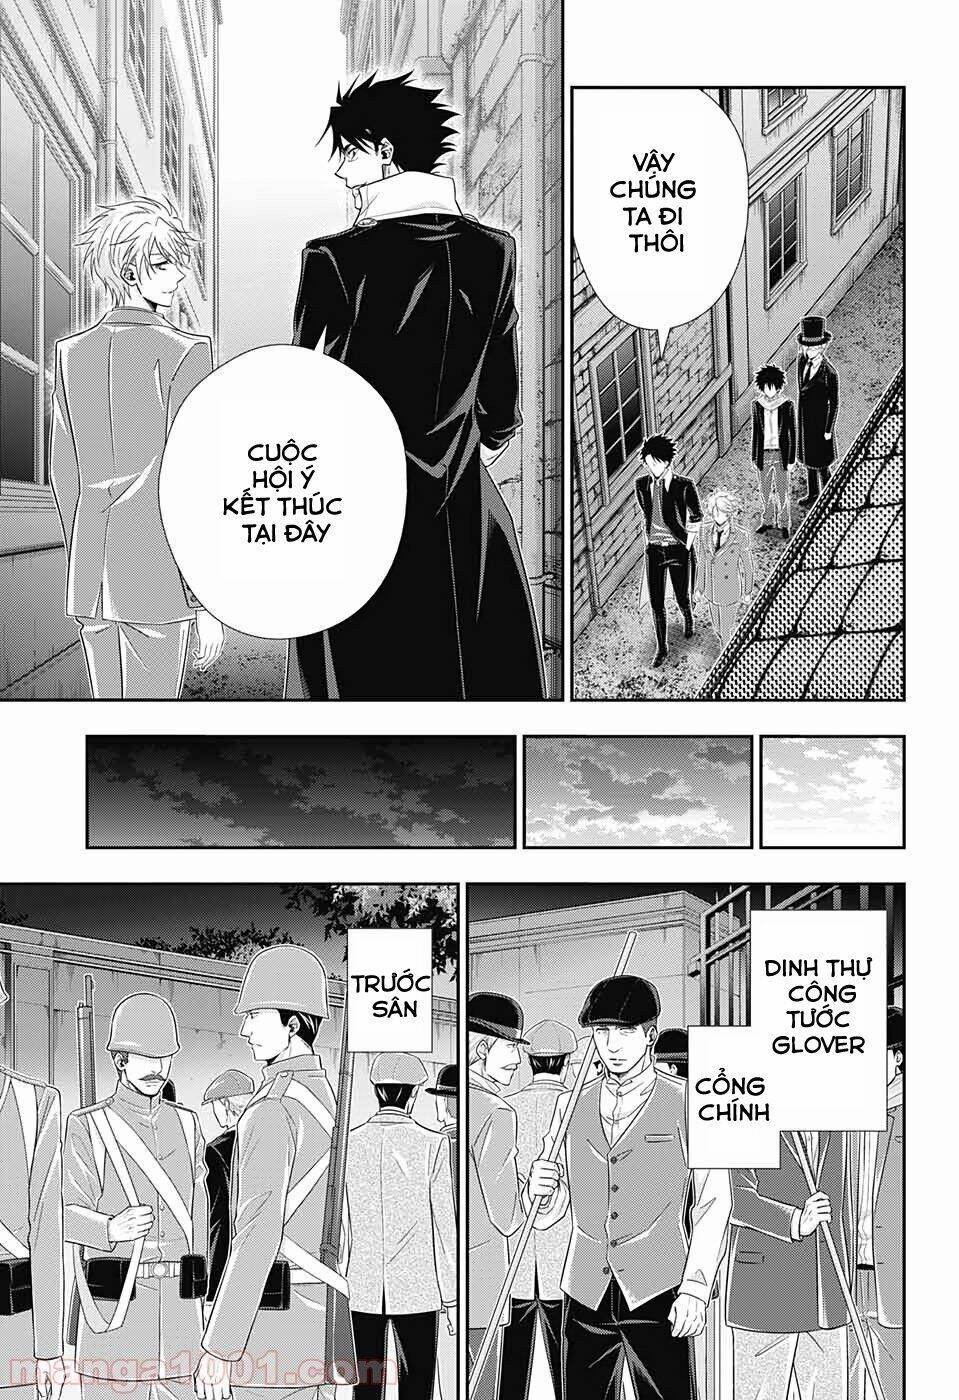 VẬY
CHÚNG
TA ĐI
THÔI
CUỘC
HỘI Ý
KẾT THÚC
TẠI ĐÂY
DINH THỰ
CÔNG
TƯỚC
GLOVER
CỔNG
CHÍNH
TRƯỚC
SÂN
manga1001.com